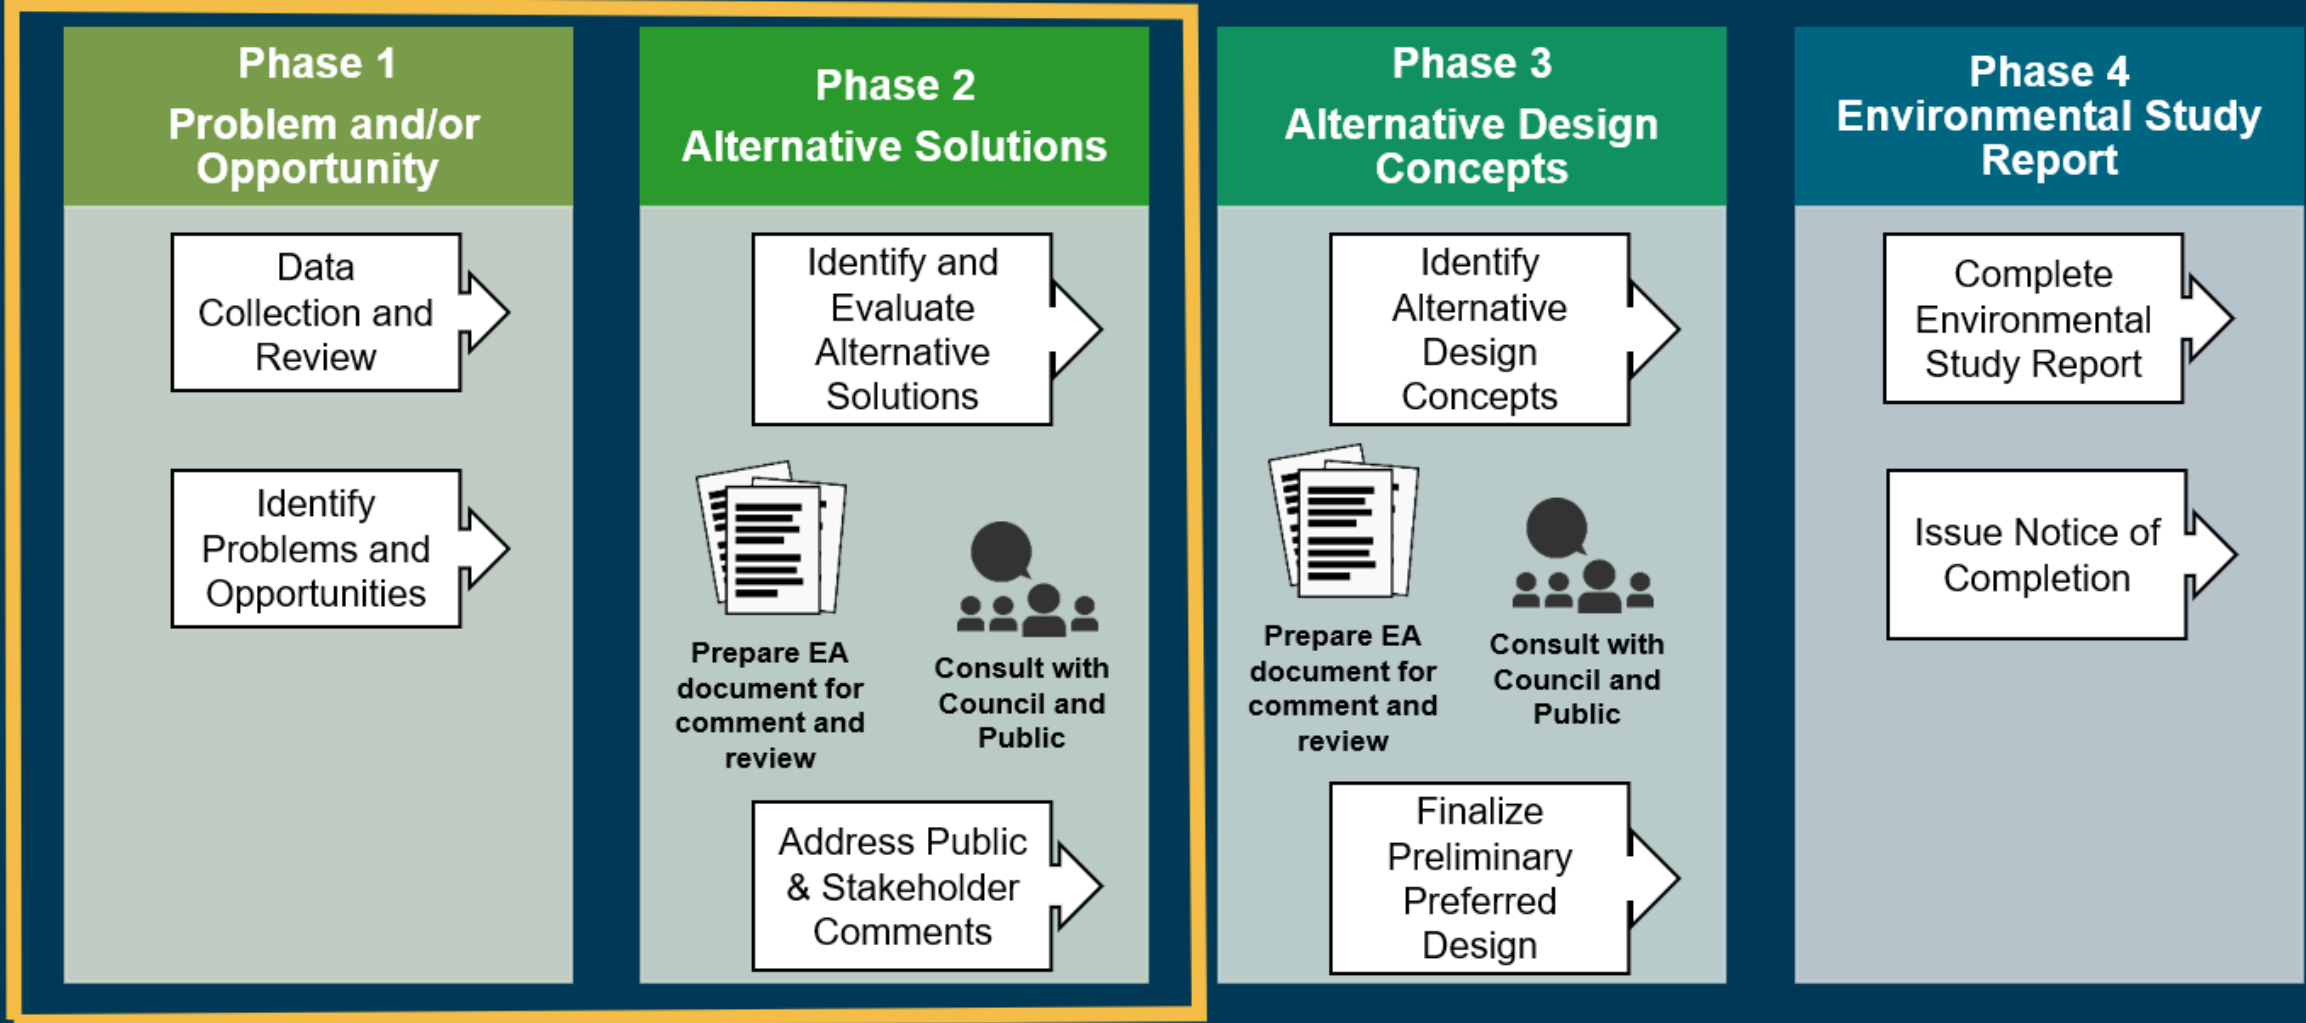 Phase 1
Problem and/or
Opportunity
Data
Collection and
Review
Identify
Problems and
Opportunities
Phase 2
Alternative Solutions
Identify and
Evaluate
Alternative
Solutions
Prepare EA
document for
comment and
review
Consult with
Council and
Public
Address Public
& Stakeholder
Comments
Phase 3
Alternative Design
Concepts
Identify
Alternative
Design
Concepts
Prepare EA
document for
comment and
review
Consult with
Council and
Public
Finalize
Preliminary
Preferred
Design
Phase 4
Environmental Study
Report
Complete
Environmental
Study Report
Issue Notice of
Completion